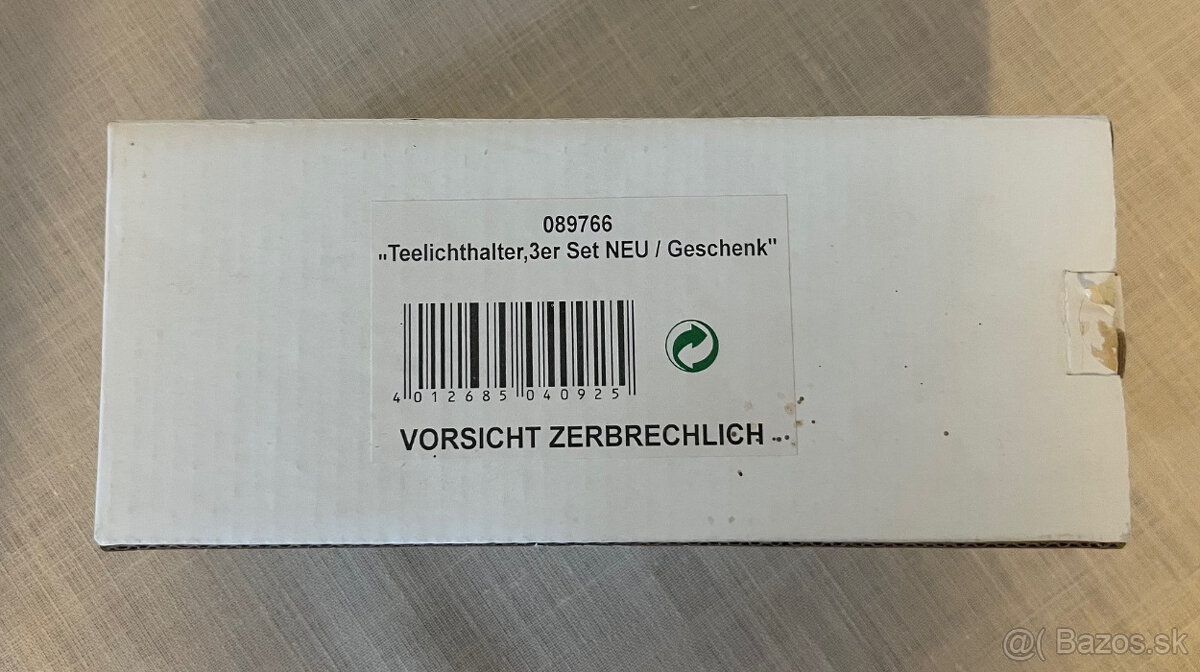 089766
„Teelichthalter,3er Set NEU / Geschenk"
4 012685 040925
VORSICHT ZERBRECHLICH
@( Bazos.sk